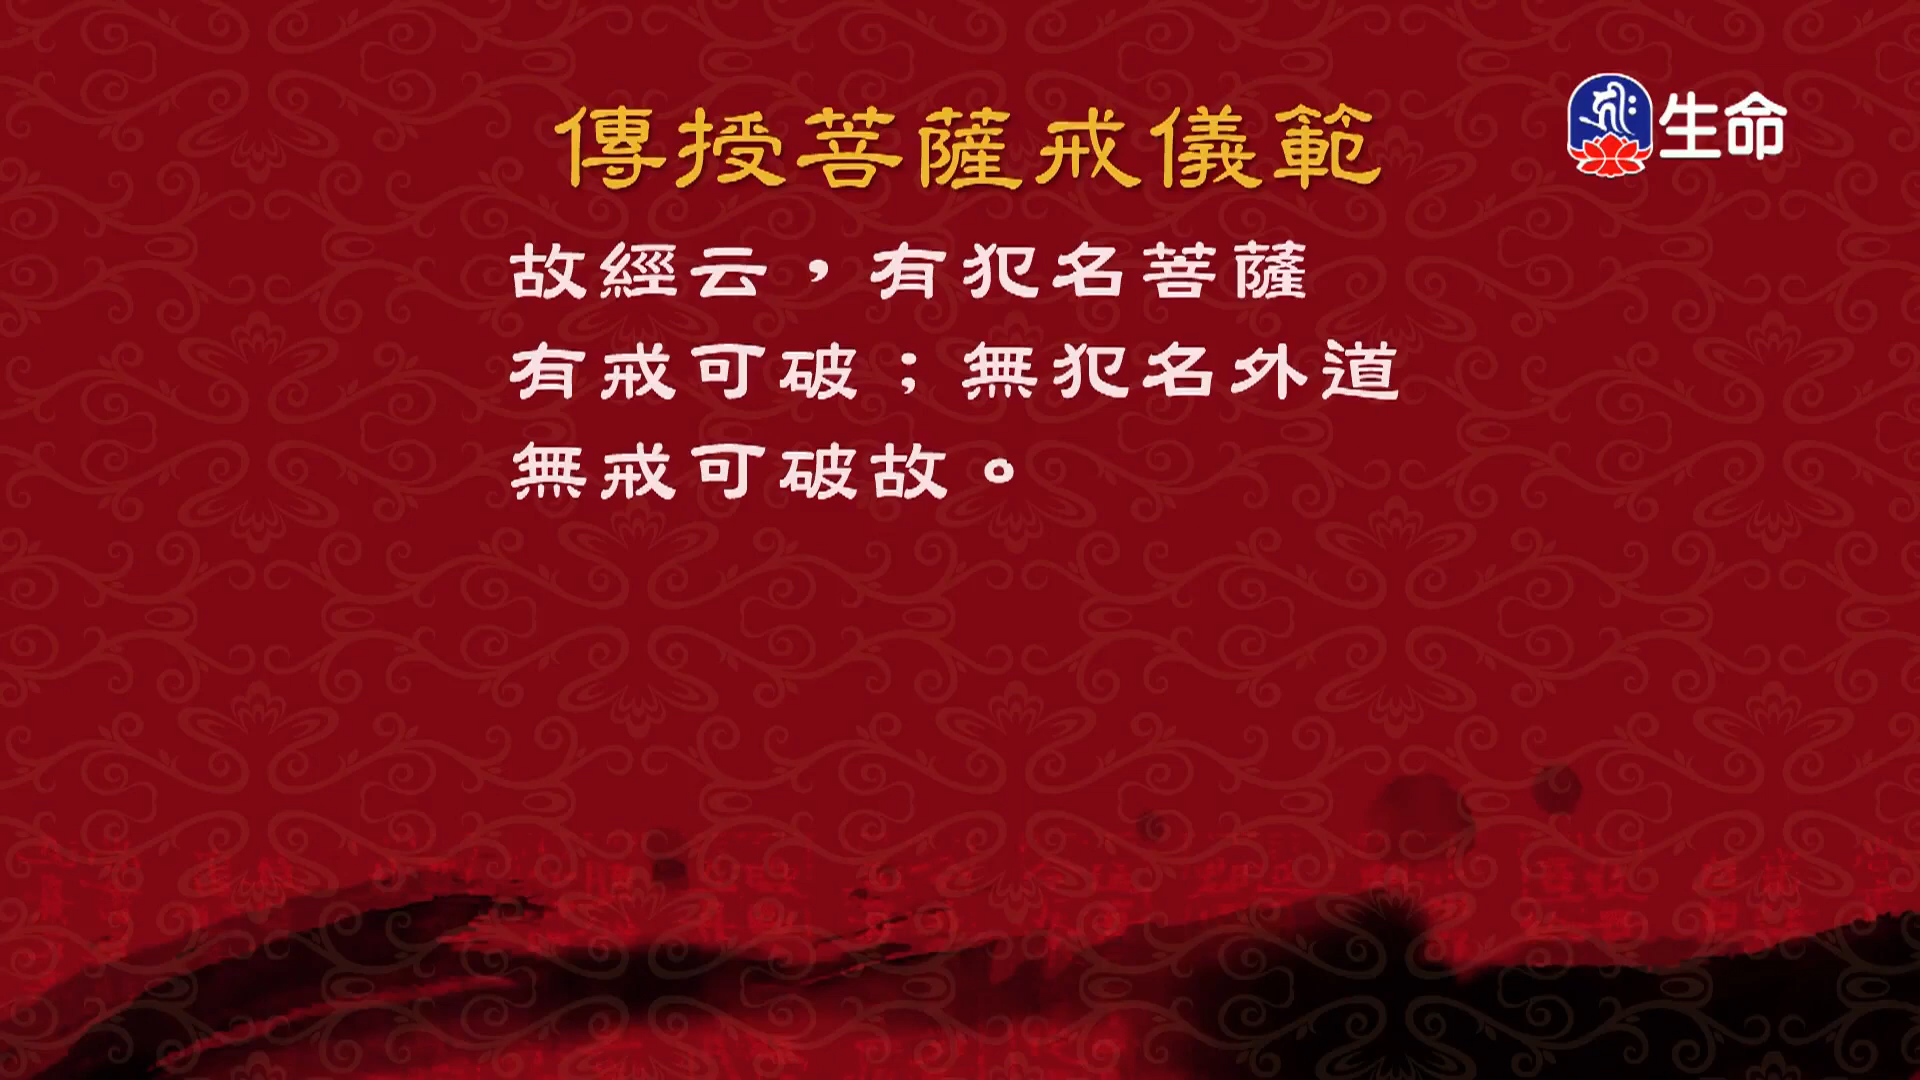 傳授菩薩戒儀範
生命
故經云，有犯名菩薩
有戒可破；無犯名外道
無戒可破故。